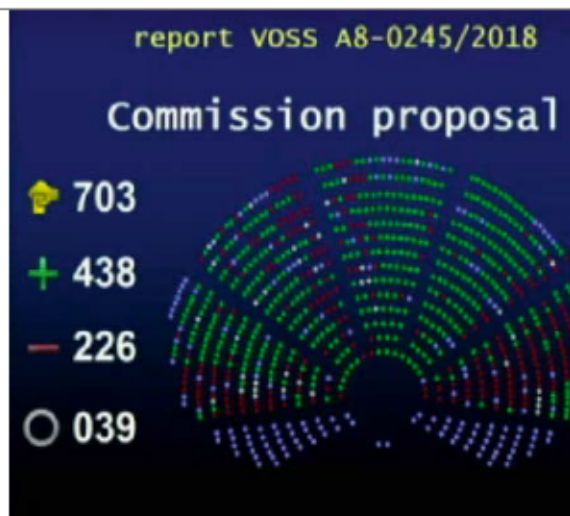 report VOSS A8-0245/2018
Commission proposal
703
+ 438
- 226
039